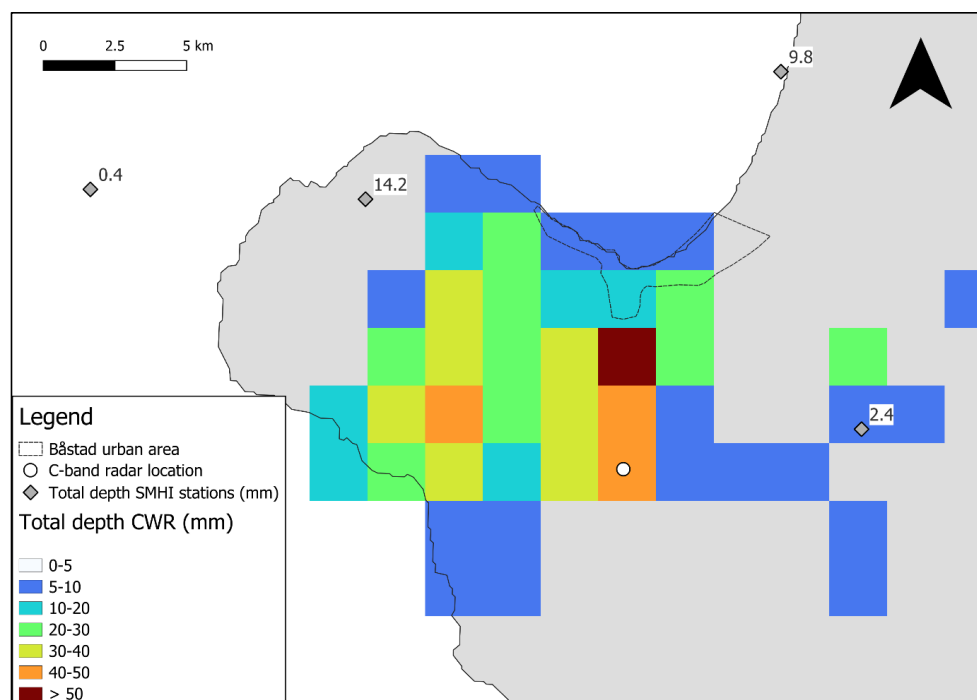 0 2.5 5 km
9.8
0.4
14.2
2.4
Legend
Båstad urban area
C-band radar location
Total depth SMHI stations (mm)
Total depth CWR (mm)
0-5
5-10
10-20
20-30
30-40
40-50
> 50